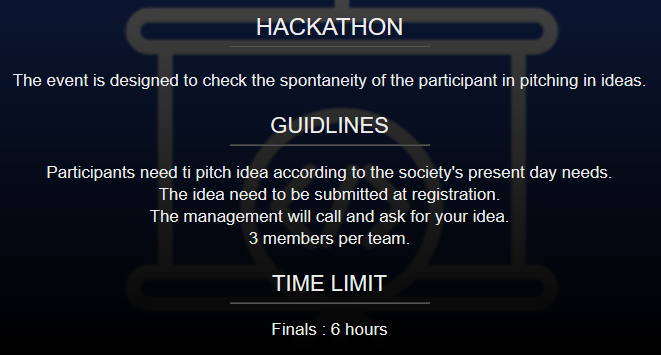 HACKATHON
The event is designed to check the spontaneity of the participant in pitching in ideas.
GUIDLINES
Participants need ti pitch idea according to the society's present day needs.
The idea need to be submitted at registration.
The management will call and ask for your idea.
3 members per team.
TIME LIMIT
Finals : 6 hours